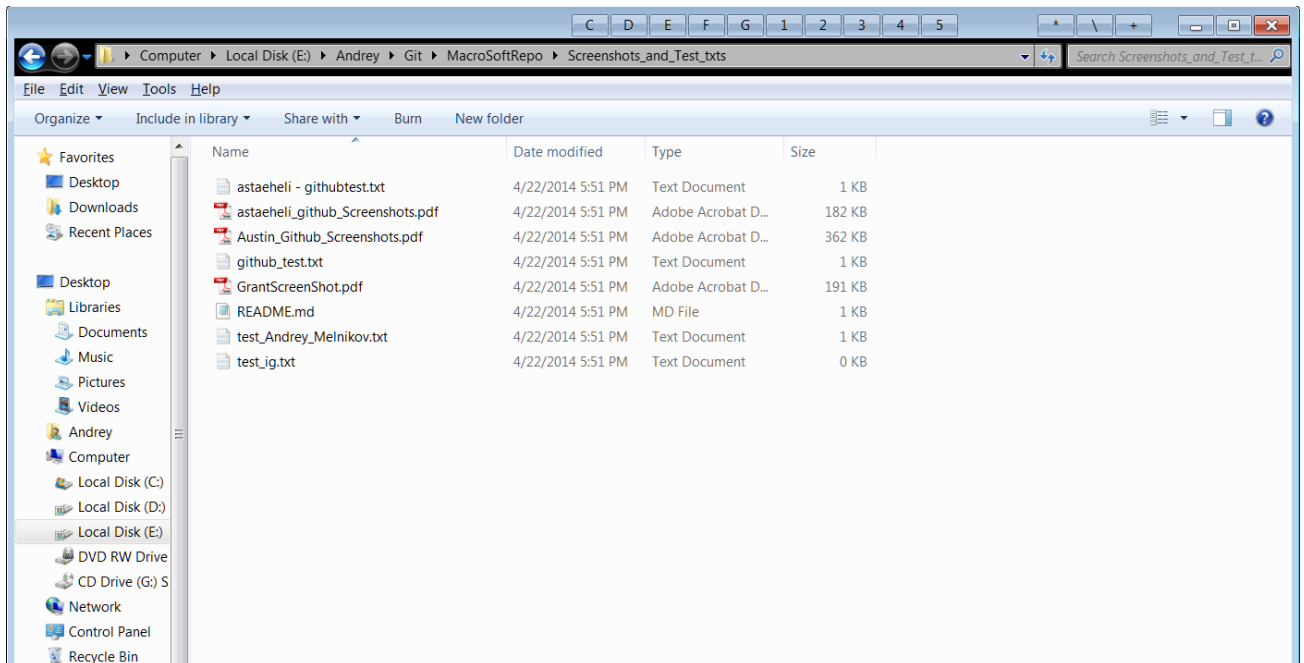 C D E F G 1 2 3 4 5 * \ +
Computer Local Disk (E:) Andrey Git MacroSoftRepo Screenshots_and_Test_txts Search Screenshots_and_Test_t...
File Edit View Tools Help
Organize Include in library Share with Burn New folder
Favorites
Desktop
Downloads
Recent Places
Desktop
Libraries
Documents
Music
Pictures
Videos
Andrey
Computer
Local Disk (C:)
Local Disk (D:)
Local Disk (E:)
DVD RW Drive
CD Drive (G:) S
Network
Control Panel
Recycle Bin
Name Date modified Type Size
astaeheli - githubtest.txt 4/22/2014 5:51 PM Text Document 1 KB
astaeheli_github_Screenshots.pdf 4/22/2014 5:51 PM Adobe Acrobat D... 182 KB
Austin_Github_Screenshots.pdf 4/22/2014 5:51 PM Adobe Acrobat D... 362 KB
github_test.txt 4/22/2014 5:51 PM Text Document 1 KB
GrantScreenShot.pdf 4/22/2014 5:51 PM Adobe Acrobat D... 191 KB
README.md 4/22/2014 5:51 PM MD File 1 KB
test_Andrey_Melnikov.txt 4/22/2014 5:51 PM Text Document 1 KB
test_ig.txt 4/22/2014 5:51 PM Text Document 0 KB